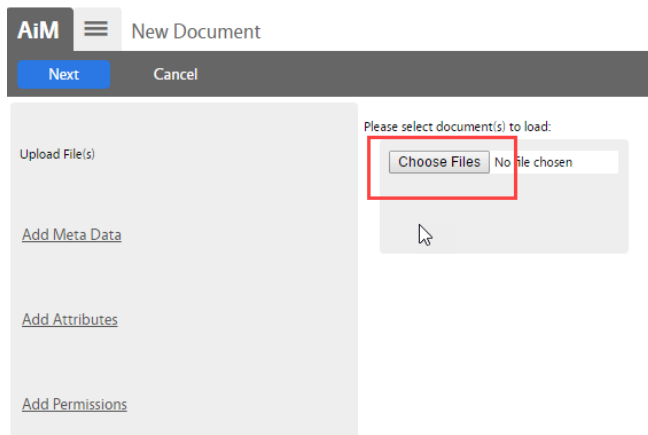 AiM New Document
Next Cancel
Please select document(s) to load:
Upload File(s)
Choose Files No file chosen
Add Meta Data
Add Attributes
Add Permissions